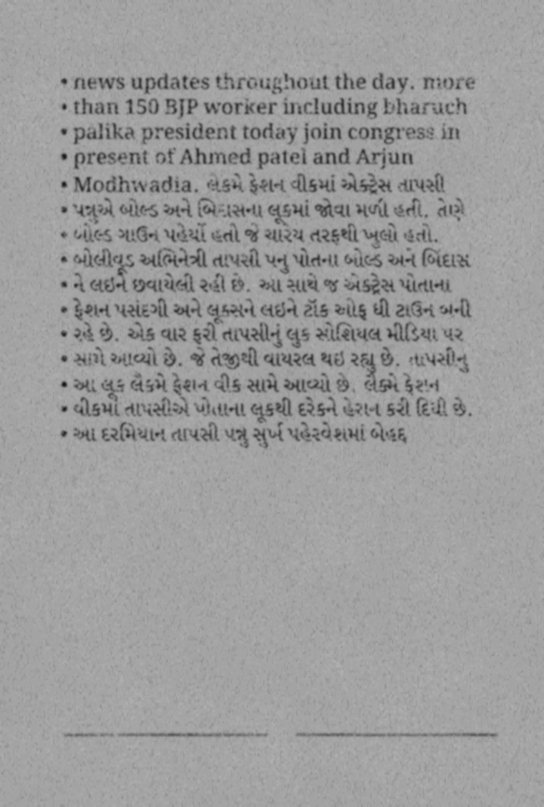 • news updates throughout the day. more
• than 150 BJP worker including bharuch
• palika president today join congress in
• present of Ahmed patel and Arjun
• Modhwadia. લેકમે ફેશન વીકમાં એક્ટ્રેસ તાપસી
• પન્નુએ બોલ્ડ અને બિંદાસના લૂકમાં જોવા મળી હતી. તેણે
• બોલ્ડ ગાઉન પહેર્યો હતો જે ચારેય તરફથી ખુલો હતો.
• બોલીવૂડ અભિનેત્રી તાપસી પનુ પોતના બોલ્ડ અને બિંદાસ
• ને લઇને છવાયેલી રહી છે. આ સાથે જ એક્ટ્રેસ પોતાના
• ફેશન પસંદગી અને લૂક્સને લઇને ટૉક ઓફ ધી ટાઉન બની
• રહે છે. એક વાર ફરી તાપસીનું લુક સોશિયલ મીડિયા પર
• સામે આવ્યો છે. જે તેજીથી વાયરલ થઇ રહ્યુ છે. તાપસીનુ
• આ લૂક લૈકમે ફેશન વીક સામે આવ્યો છે. લૈક્મે ફેશન
• વીકમાં તાપસીએ પોતાના લૂકથી દરેકને હેરાન કરી દિધી છે.
• આ દરમિયાન તાપસી પન્નુ સુર્ખ પહેરવેશમાં બેહદ્દ